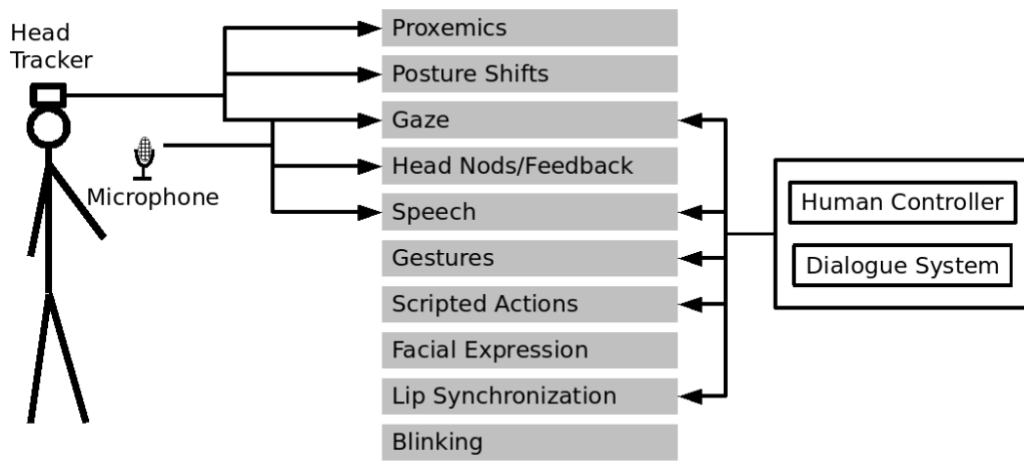 Head
Tracker
Microphone
Proxemics
Posture Shifts
Gaze
Head Nods/Feedback
Speech
Gestures
Scripted Actions
Facial Expression
Lip Synchronization
Blinking
Human Controller
Dialogue System